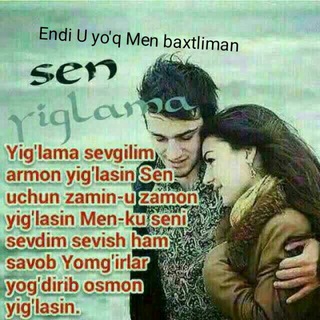 Endi U yo'q Men baxtliman
sen
yiglama
Yig'lama sevgilim
armon yig'lasin Sen
uchun zamin-u zamon
yig'lasin Men-ku seni
sevdim sevish ham
savob Yomg'irlar
yog'dirib osmon
yig'lasin.